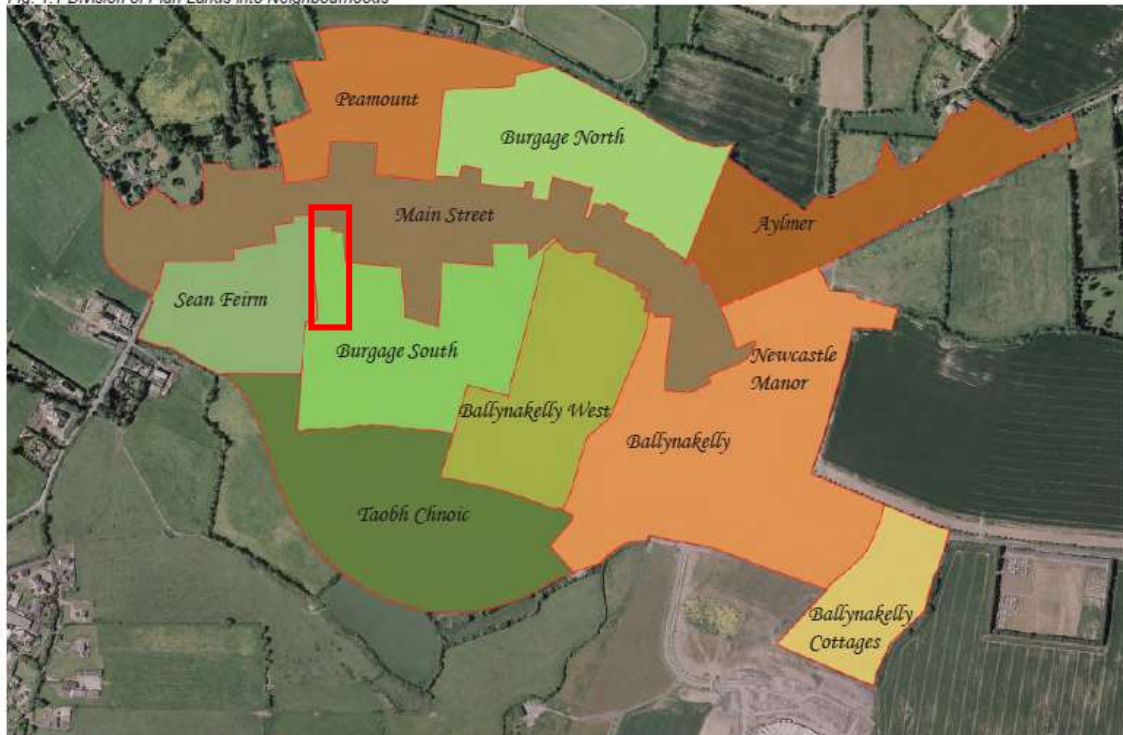 Fig. 1.1 Division of Plan Lands into Neighbourhoods
Peamount
Burgage North
Main Street
Aylmer
Sean Feirm
Burgage South
Newcastle
Manor
Ballynakelly West
Ballynakelly
Taobh Chnoic
Ballynakelly
Cottages